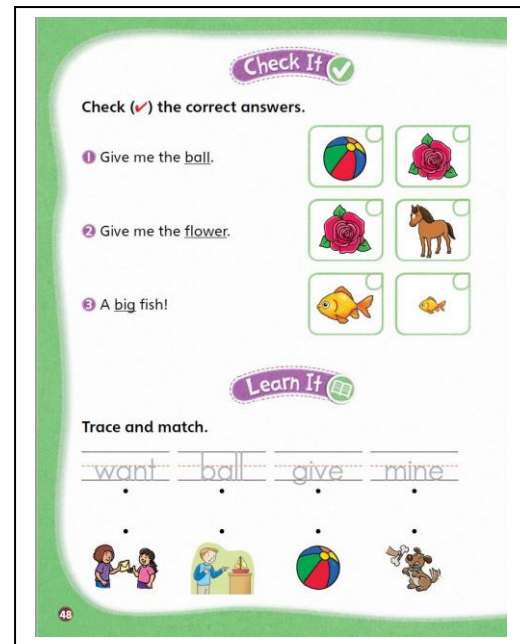 Check It
Check (✔) the correct answers.
1 Give me the ball.
2 Give me the flower.
3 A big fish!
Learn It
Trace and match.
want ball give mine
48